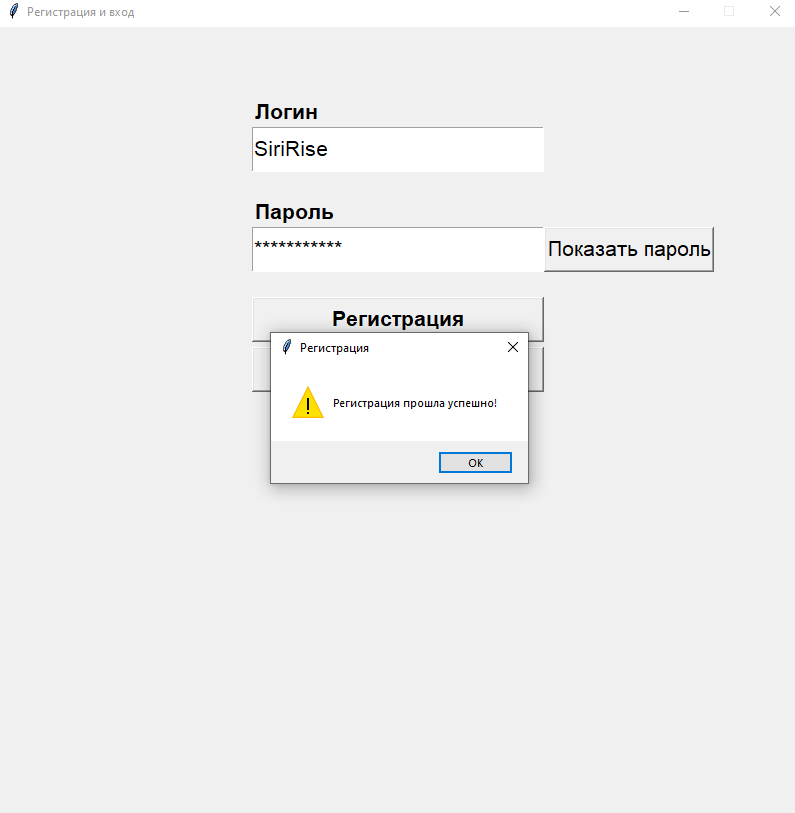 Регистрация и вход
Логин
SiriRise
Пароль
***********
Показать пароль
Регистрация
Регистрация
Регистрация прошла успешно!
OK